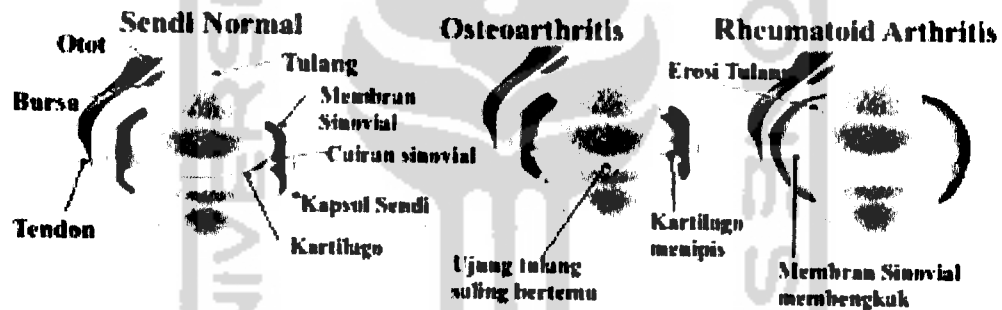 Sendi Normal
Otot
Bursa
Tendon
Tulang
Membran
Sinovial
Cairan sinovial
Kapsul Sendi
Kartilago
Osteoarthritis
Ujung tulang
saling bertemu
Kartilago
menipis
Rheumatoid Arthritis
Erosi Tulang
Membran Sinovial
membengkak